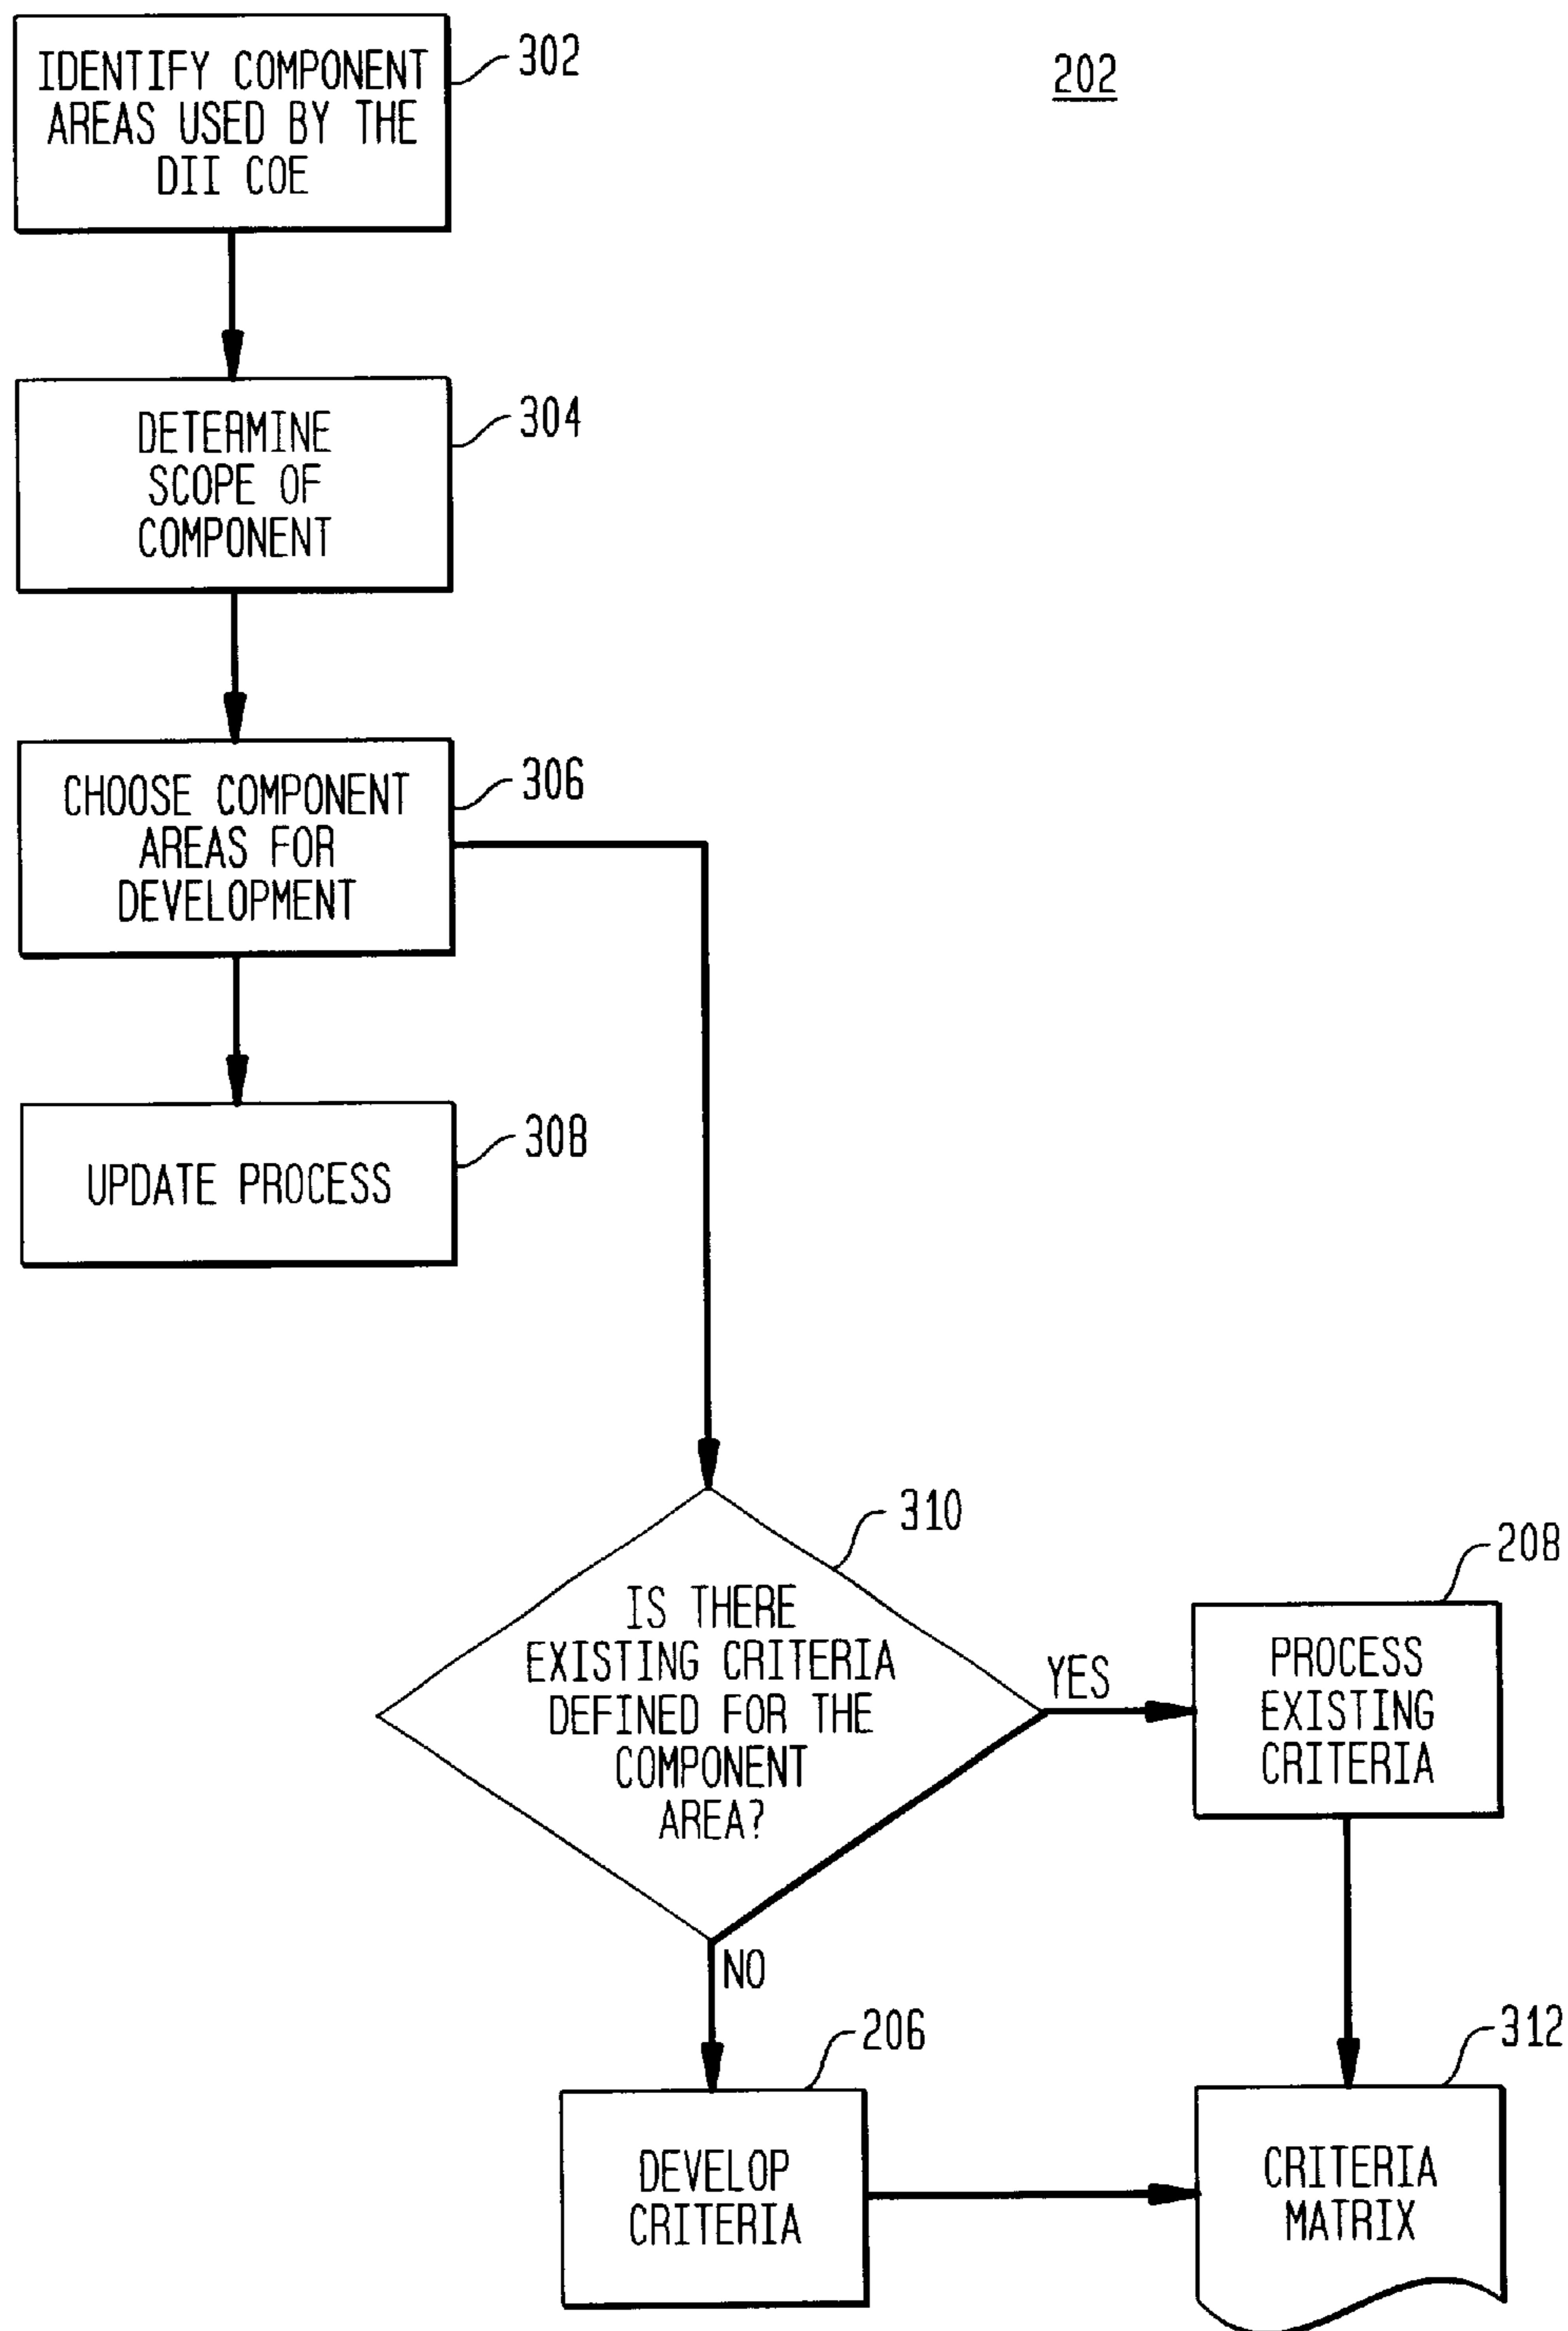 202
IDENTIFY COMPONENT
AREAS USED BY THE
DII COE
302
DETERMINE
SCOPE OF
COMPONENT
304
CHOOSE COMPONENT
AREAS FOR
DEVELOPMENT
306
UPDATE PROCESS
308
310
IS THERE
EXISTING CRITERIA
DEFINED FOR THE
COMPONENT
AREA?
YES
208
PROCESS
EXISTING
CRITERIA
NO
206
DEVELOP
CRITERIA
312
CRITERIA
MATRIX